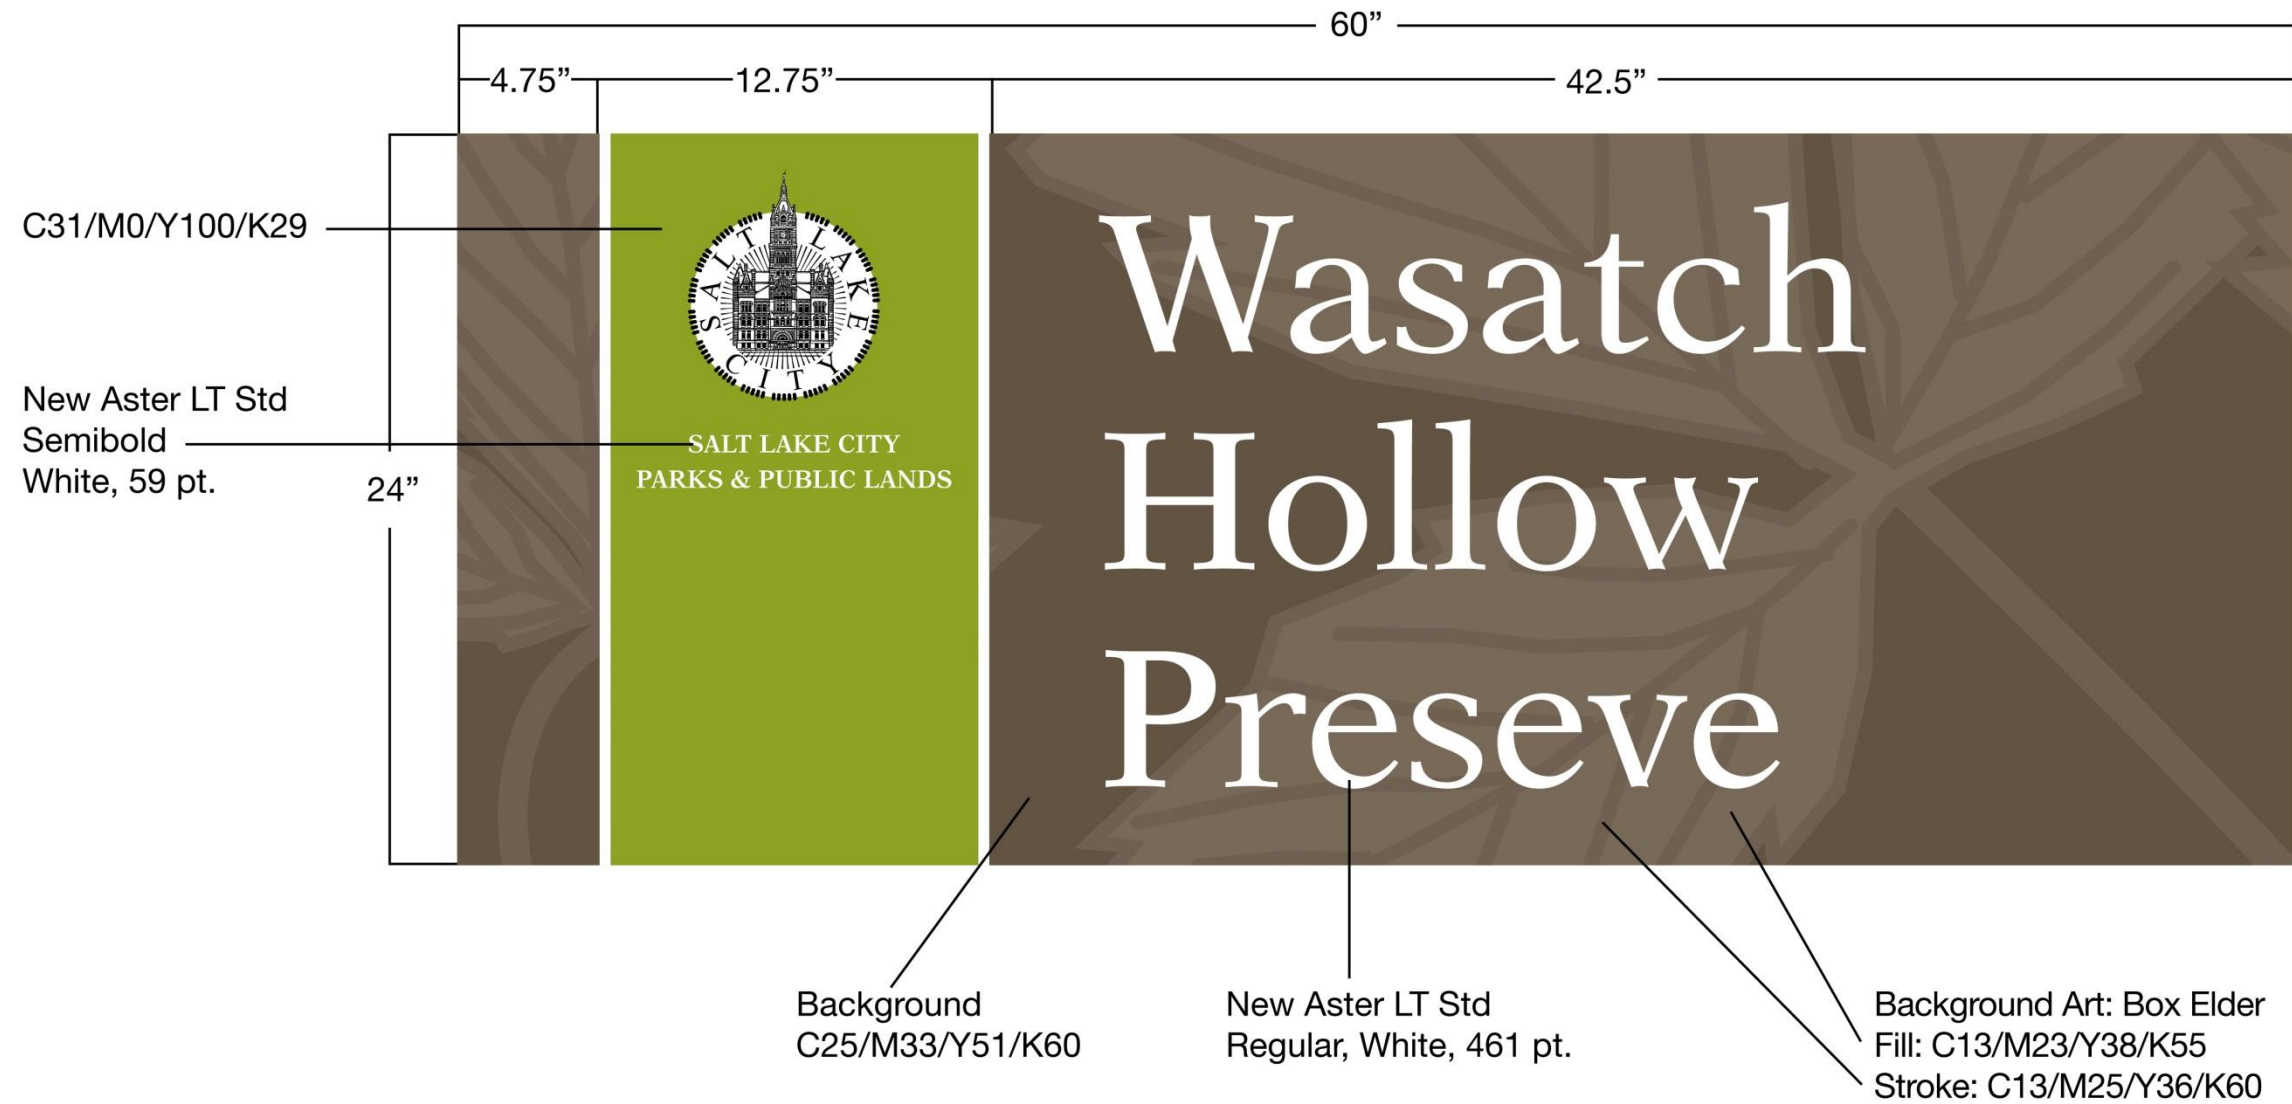 60”
4.75”
12.75”
42.5”
C31/M0/Y100/K29
SALT LAKE
CITY
New Aster LT Std
Semibold
White, 59 pt.
24”
SALT LAKE CITY
PARKS & PUBLIC LANDS
Wasatch
Hollow
Preseve
Background
C25/M33/Y51/K60
New Aster LT Std
Regular, White, 461 pt.
Background Art: Box Elder
Fill: C13/M23/Y38/K55
Stroke: C13/M25/Y36/K60